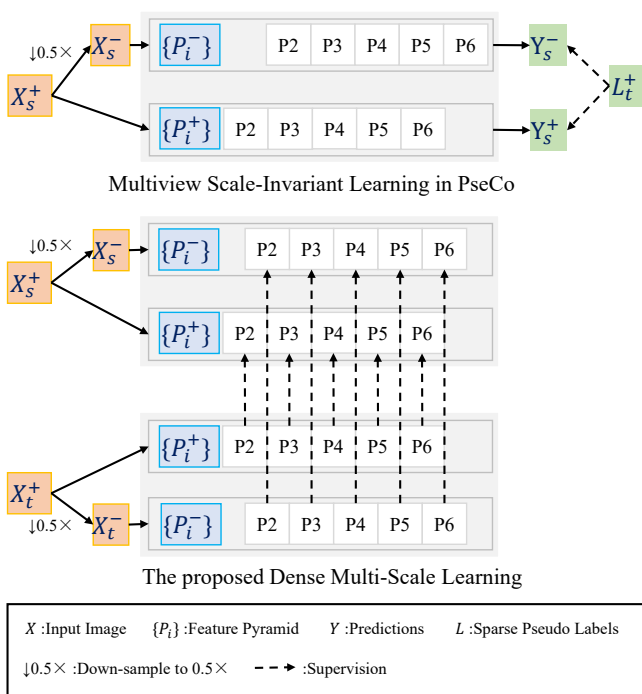 ↓0.5× X_s^- {P_i^-} P2 P3 P4 P5 P6 Y_s^-
X_s^+ L_t^+
{P_i^+} P2 P3 P4 P5 P6 Y_s^+
Multiview Scale-Invariant Learning in PseCo
↓0.5× X_s^- {P_i^-} P2 P3 P4 P5 P6
X_s^+
{P_i^+} P2 P3 P4 P5 P6
{P_i^+} P2 P3 P4 P5 P6
X_t^+
↓0.5× X_t^- {P_i^-} P2 P3 P4 P5 P6
The proposed Dense Multi-Scale Learning
X :Input Image {P_i} :Feature Pyramid Y :Predictions L :Sparse Pseudo Labels
↓0.5× :Down-sample to 0.5× :Supervision